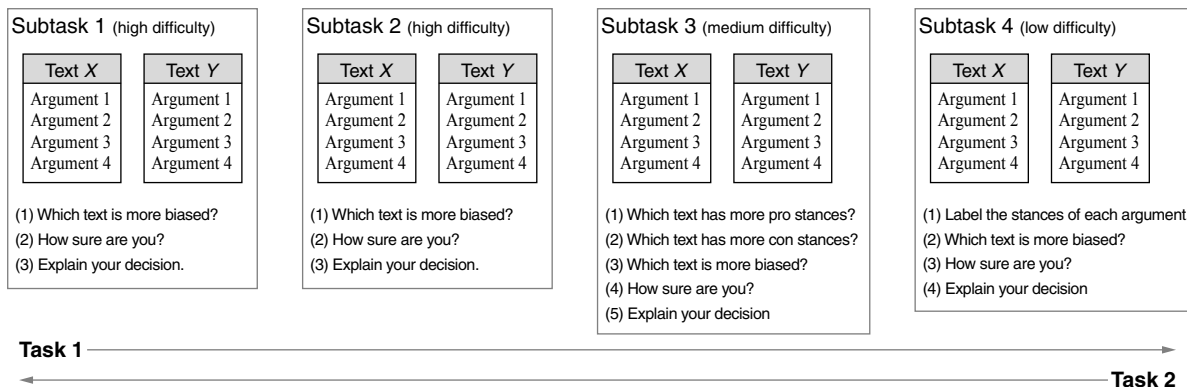 Subtask 1 (high difficulty)
Text X
Text Y
Argument 1
Argument 2
Argument 3
Argument 4
Argument 1
Argument 2
Argument 3
Argument 4
(1) Which text is more biased?
(2) How sure are you?
(3) Explain your decision.
Subtask 2 (high difficulty)
Text X
Text Y
Argument 1
Argument 2
Argument 3
Argument 4
Argument 1
Argument 2
Argument 3
Argument 4
(1) Which text is more biased?
(2) How sure are you?
(3) Explain your decision.
Subtask 3 (medium difficulty)
Text X
Text Y
Argument 1
Argument 2
Argument 3
Argument 4
Argument 1
Argument 2
Argument 3
Argument 4
(1) Which text has more pro stances?
(2) Which text has more con stances?
(3) Which text is more biased?
(4) How sure are you?
(5) Explain your decision
Subtask 4 (low difficulty)
Text X
Text Y
Argument 1
Argument 2
Argument 3
Argument 4
Argument 1
Argument 2
Argument 3
Argument 4
(1) Label the stances of each argument
(2) Which text is more biased?
(3) How sure are you?
(4) Explain your decision
Task 1
Task 2